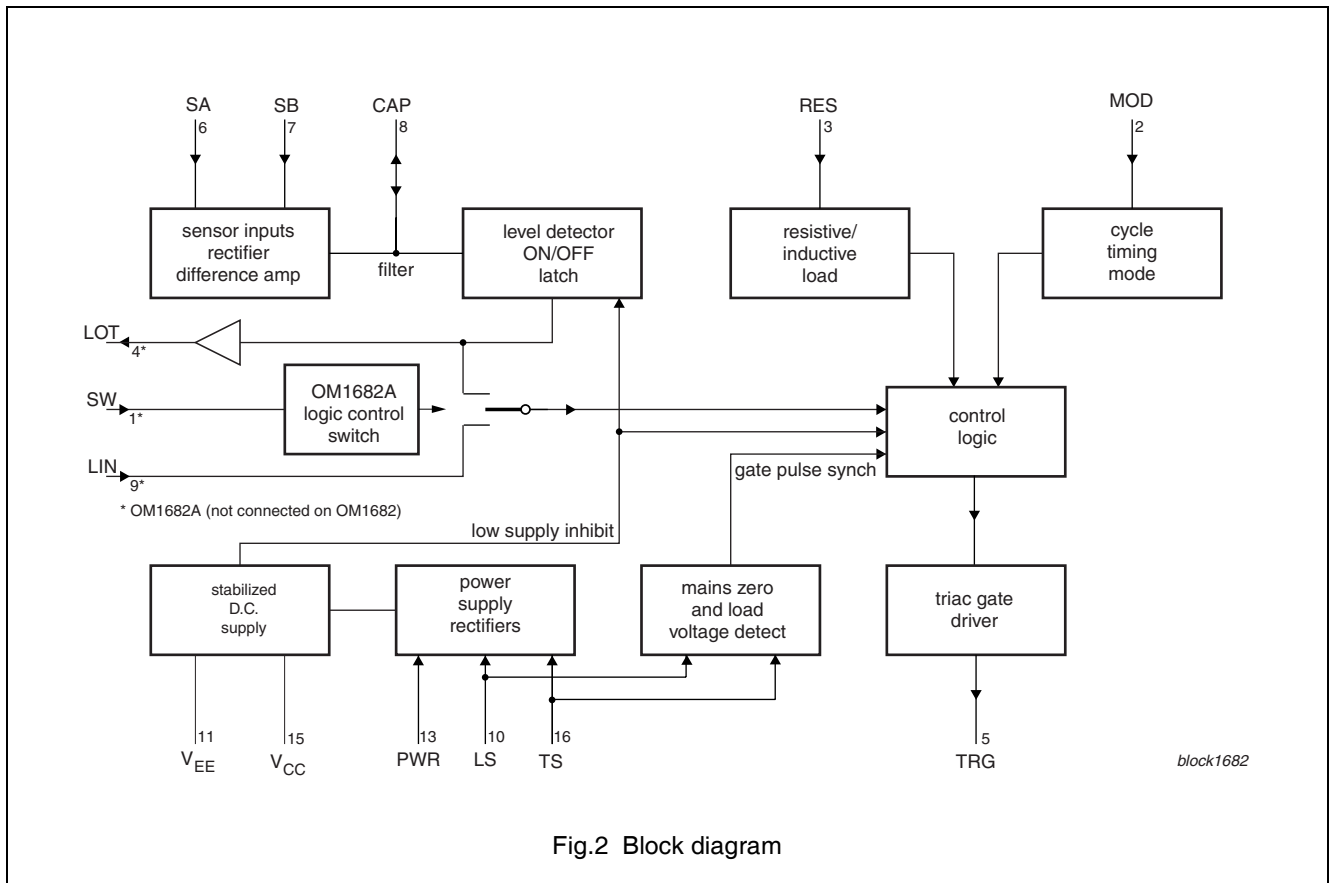 SA
SB
CAP
RES
MOD
6
7
8
3
2
sensor inputs
rectifier
difference amp
filter
level detector
ON/OFF
latch
resistive/
inductive
load
cycle
timing
mode
LOT
4*
SW
1*
OM1682A
logic control
switch
LIN
9*
control
logic
gate pulse synch
* OM1682A (not connected on OM1682)
low supply inhibit
stabilized
D.C.
supply
power
supply
rectifiers
mains zero
and load
voltage detect
triac gate
driver
11
15
13
10
16
5
VEE
VCC
PWR
LS
TS
TRG
block1682
Fig.2 Block diagram